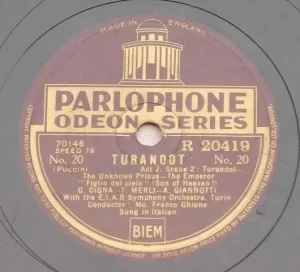 MADE IN ENGLAND
PARLOPHONE
ODEON SERIES
70145
SPEED 78
R 20419
No. 20
TURANDOT
No. 20
(Puccini)
Act 2: Scene 2: Turandot—
The Unknown Prince—The Emperor
"Figlio del cielo" (Son of Heaven!)
G. CIGNA—F. MERLI—A. GIANNOTTI
With the E.I.A.R Symphony Orchestra, Turin
Conductor: Mo. Franco Ghione
Sung in Italian
BIEM